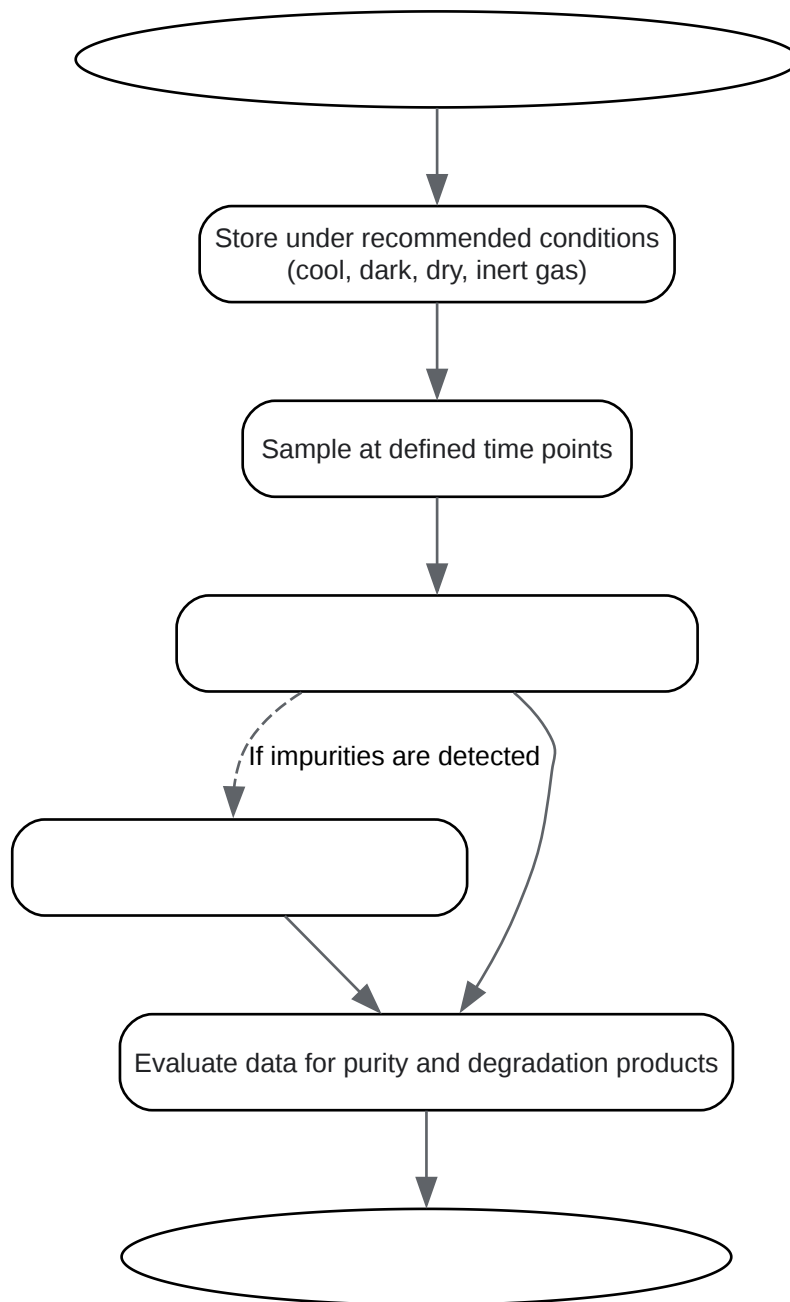 Store under recommended conditions
(cool, dark, dry, inert gas)
Sample at defined time points
If impurities are detected
Evaluate data for purity and degradation products